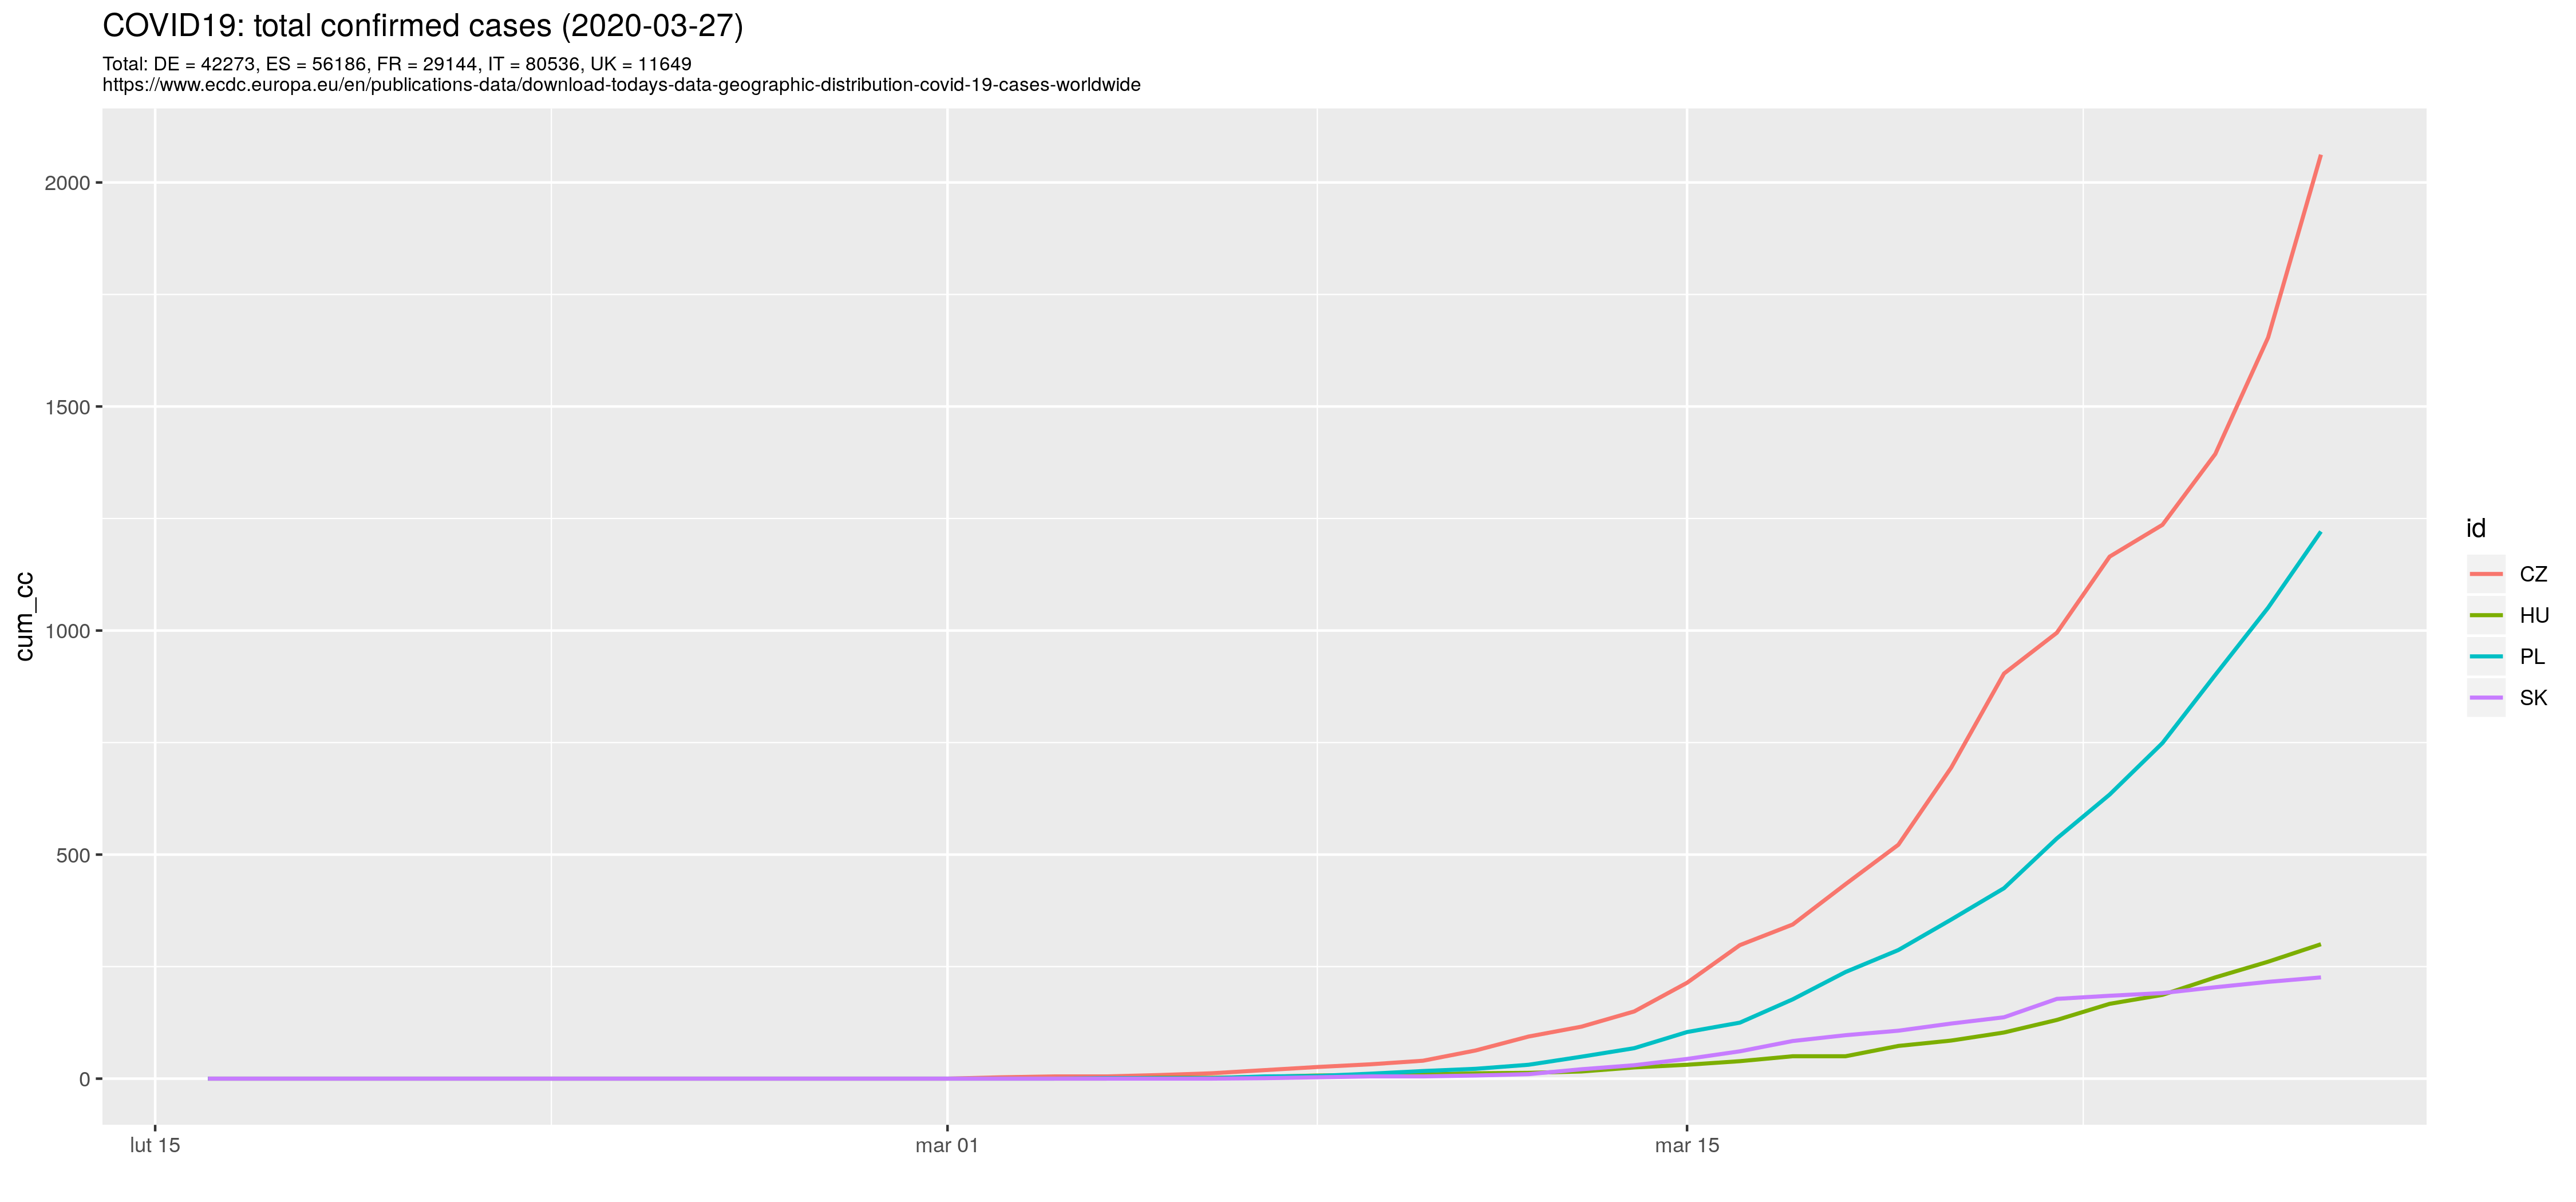 COVID19: total confirmed cases (2020-03-27)
Total: DE = 42273, ES = 56186, FR = 29144, IT = 80536, UK = 11649
https://www.ecdc.europa.eu/en/publications-data/download-todays-data-geographic-distribution-covid-19-cases-worldwide
2000
1500
1000
500
0
cum_cc
lut 15
mar 01
mar 15
id
CZ
HU
PL
SK